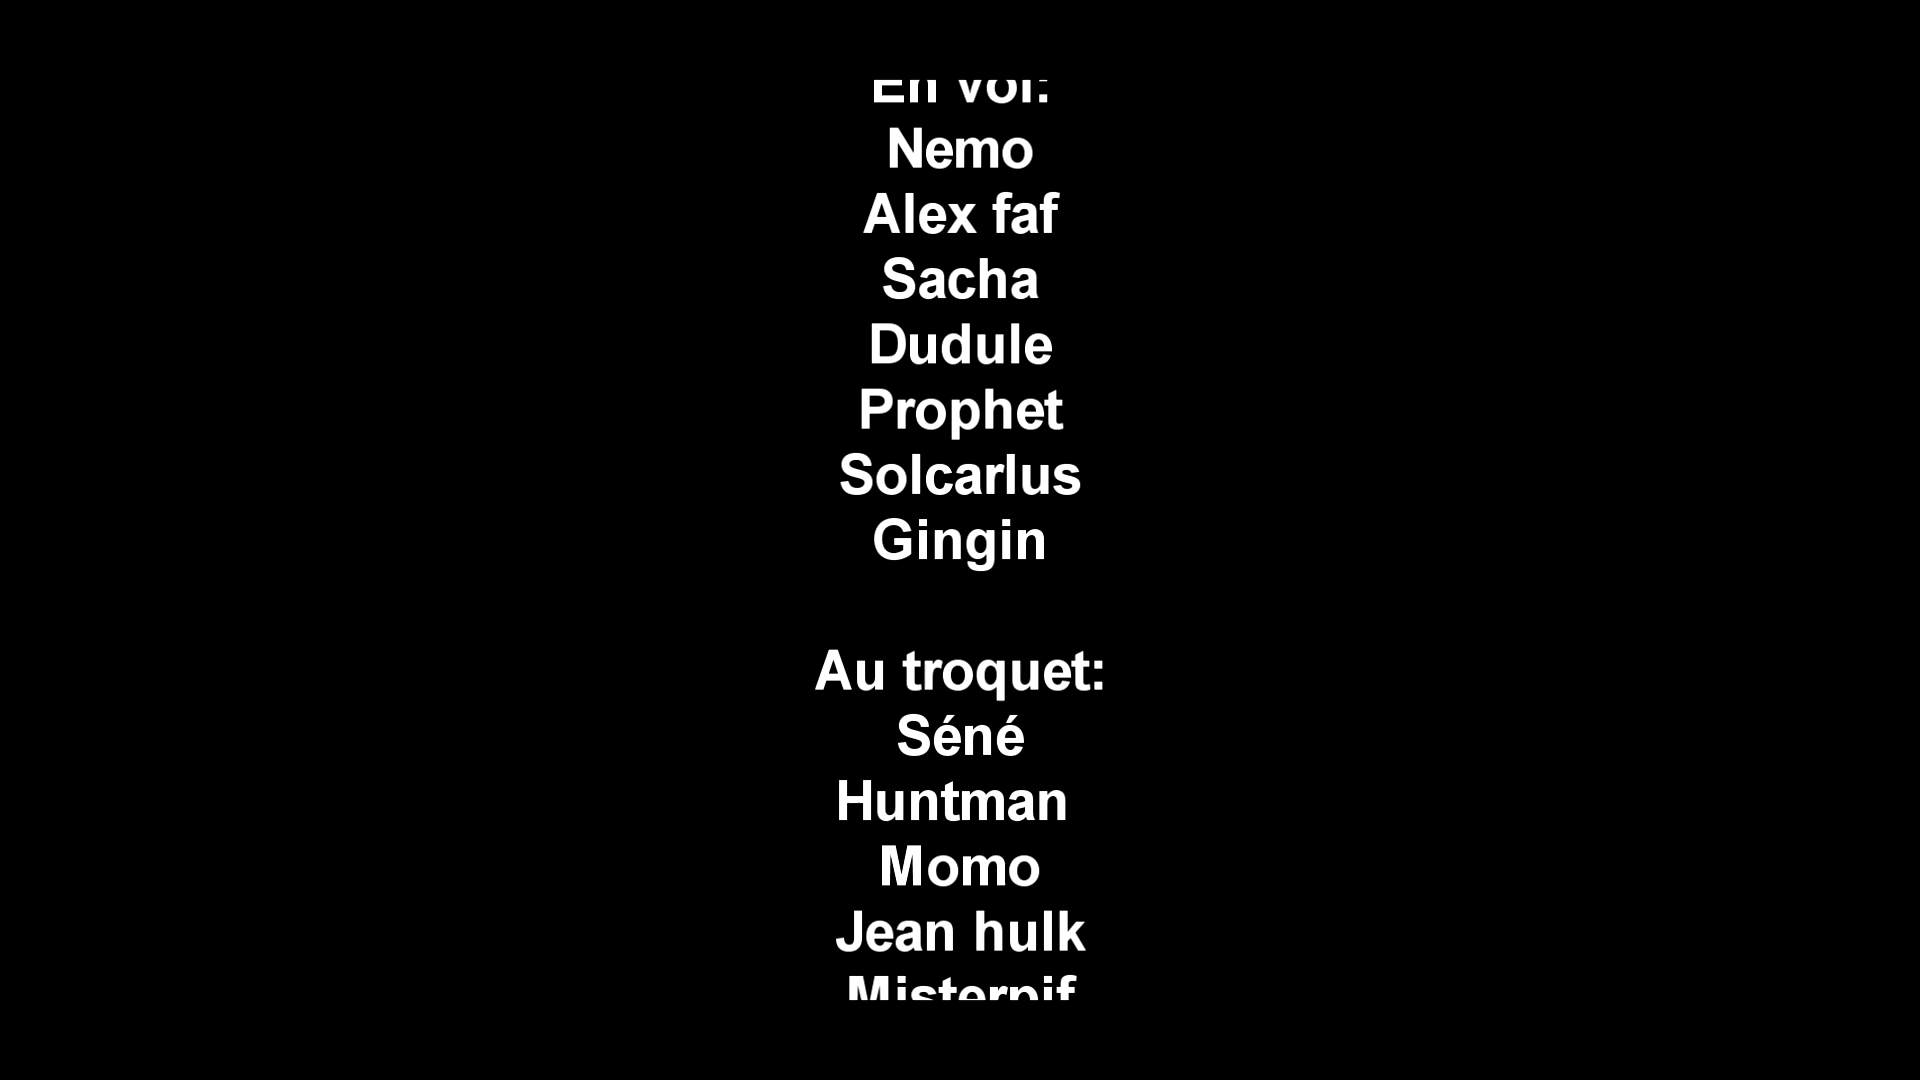 En vol:
Nemo
Alex faf
Sacha
Dudule
Prophet
Solcarlus
Gingin
Au troquet:
Séné
Huntman
Momo
Jean hulk
Misterpif